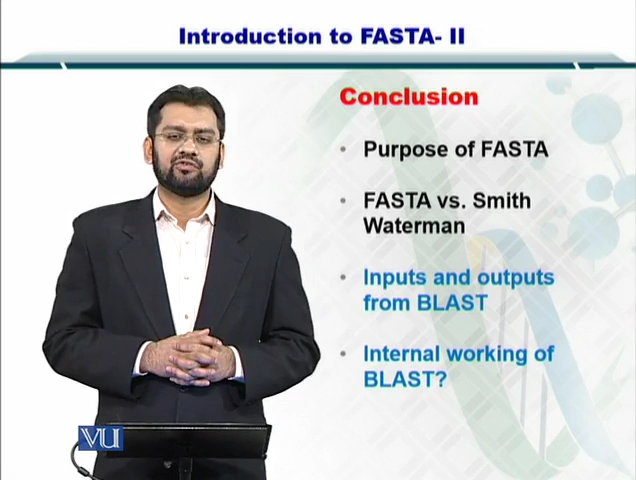 Introduction to FASTA- II
Conclusion
• Purpose of FASTA
• FASTA vs. Smith
Waterman
• Inputs and outputs
from BLAST
• Internal working of
BLAST?
VU